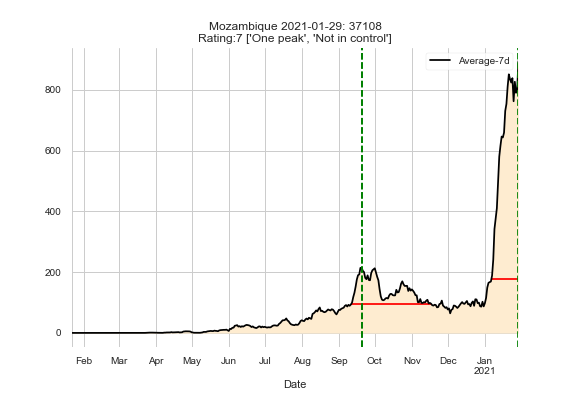 Mozambique 2021-01-29: 37108
Rating:7 ['One peak', 'Not in control']
Average-7d
800
600
400
200
0
Feb Mar Apr May Jun Jul Aug Sep Oct Nov Dec Jan
2021
Date